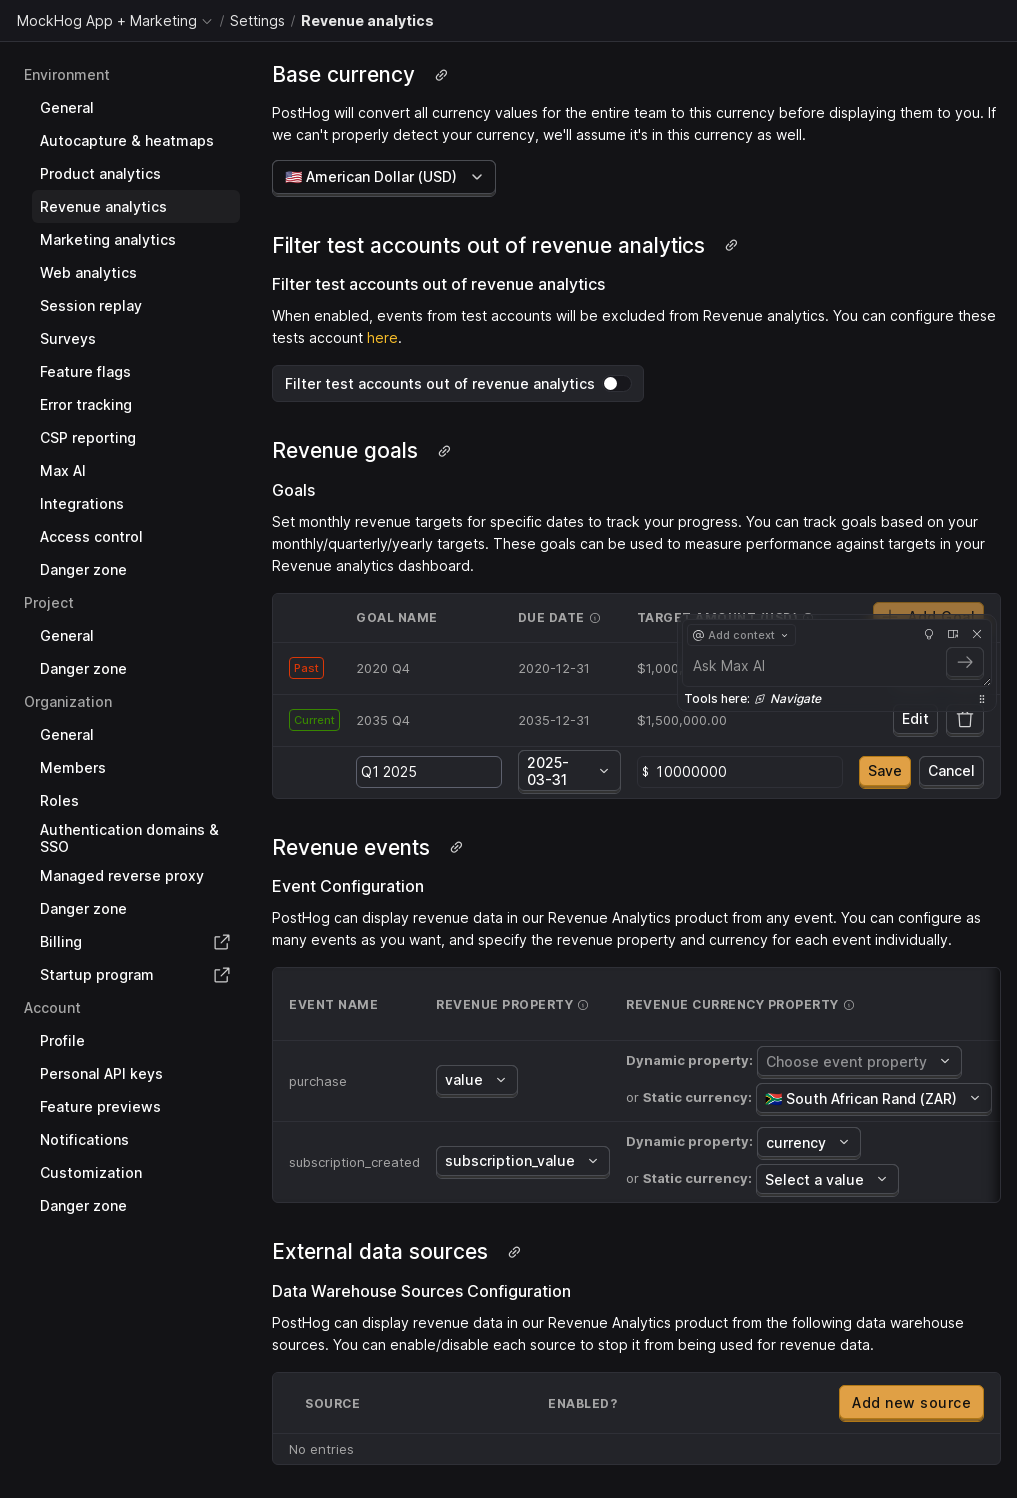 MockHog App + Marketing / Settings / Revenue analytics
Environment
General
Autocapture & heatmaps
Product analytics
Revenue analytics
Marketing analytics
Web analytics
Session replay
Surveys
Feature flags
Error tracking
CSP reporting
Max AI
Integrations
Access control
Danger zone
Project
General
Danger zone
Organization
General
Members
Roles
Authentication domains &
SSO
Managed reverse proxy
Danger zone
Billing
Startup program
Account
Profile
Personal API keys
Feature previews
Notifications
Customization
Danger zone
Base currency
PostHog will convert all currency values for the entire team to this currency before displaying them to you. If
we can't properly detect your currency, we'll assume it's in this currency as well.
American Dollar (USD)
Filter test accounts out of revenue analytics
Filter test accounts out of revenue analytics
When enabled, events from test accounts will be excluded from Revenue analytics. You can configure these
tests account here.
Filter test accounts out of revenue analytics
Revenue goals
Goals
Set monthly revenue targets for specific dates to track your progress. You can track goals based on your
monthly/quarterly/yearly targets. These goals can be used to measure performance against targets in your
Revenue analytics dashboard.
GOAL NAME DUE DATE TARGET AMOUNT (USD) Add Goal
@ Add context
Past 2020 Q4 2020-12-31 $1,000
Ask Max AI
Tools here: Navigate
Current 2035 Q4 2035-12-31 $1,500,000.00 Edit
Q1 2025 2025-
03-31 $ 10000000 Save Cancel
Revenue events
Event Configuration
PostHog can display revenue data in our Revenue Analytics product from any event. You can configure as
many events as you want, and specify the revenue property and currency for each event individually.
EVENT NAME REVENUE PROPERTY REVENUE CURRENCY PROPERTY
purchase value Dynamic property: Choose event property
or Static currency: South African Rand (ZAR)
subscription_created subscription_value Dynamic property: currency
or Static currency: Select a value
External data sources
Data Warehouse Sources Configuration
PostHog can display revenue data in our Revenue Analytics product from the following data warehouse
sources. You can enable/disable each source to stop it from being used for revenue data.
SOURCE ENABLED? Add new source
No entries